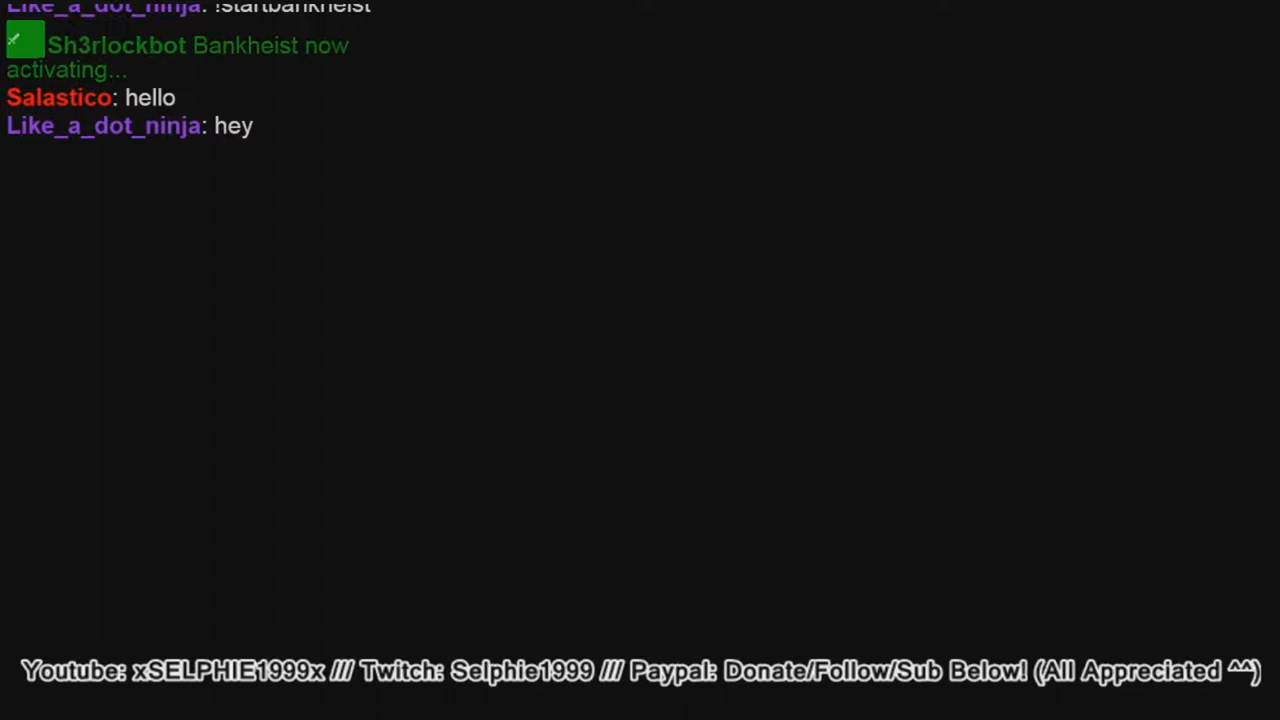 Like_a_dot_ninja: !startbankheist
Sh3rlockbot Bankheist now
activating...
Salastico: hello
Like_a_dot_ninja: hey
Youtube: xSELPHIE1999x /// Twitch: Selphie1999 /// Paypal: Donate/Follow/Sub Below! (All Appreciated ^^)